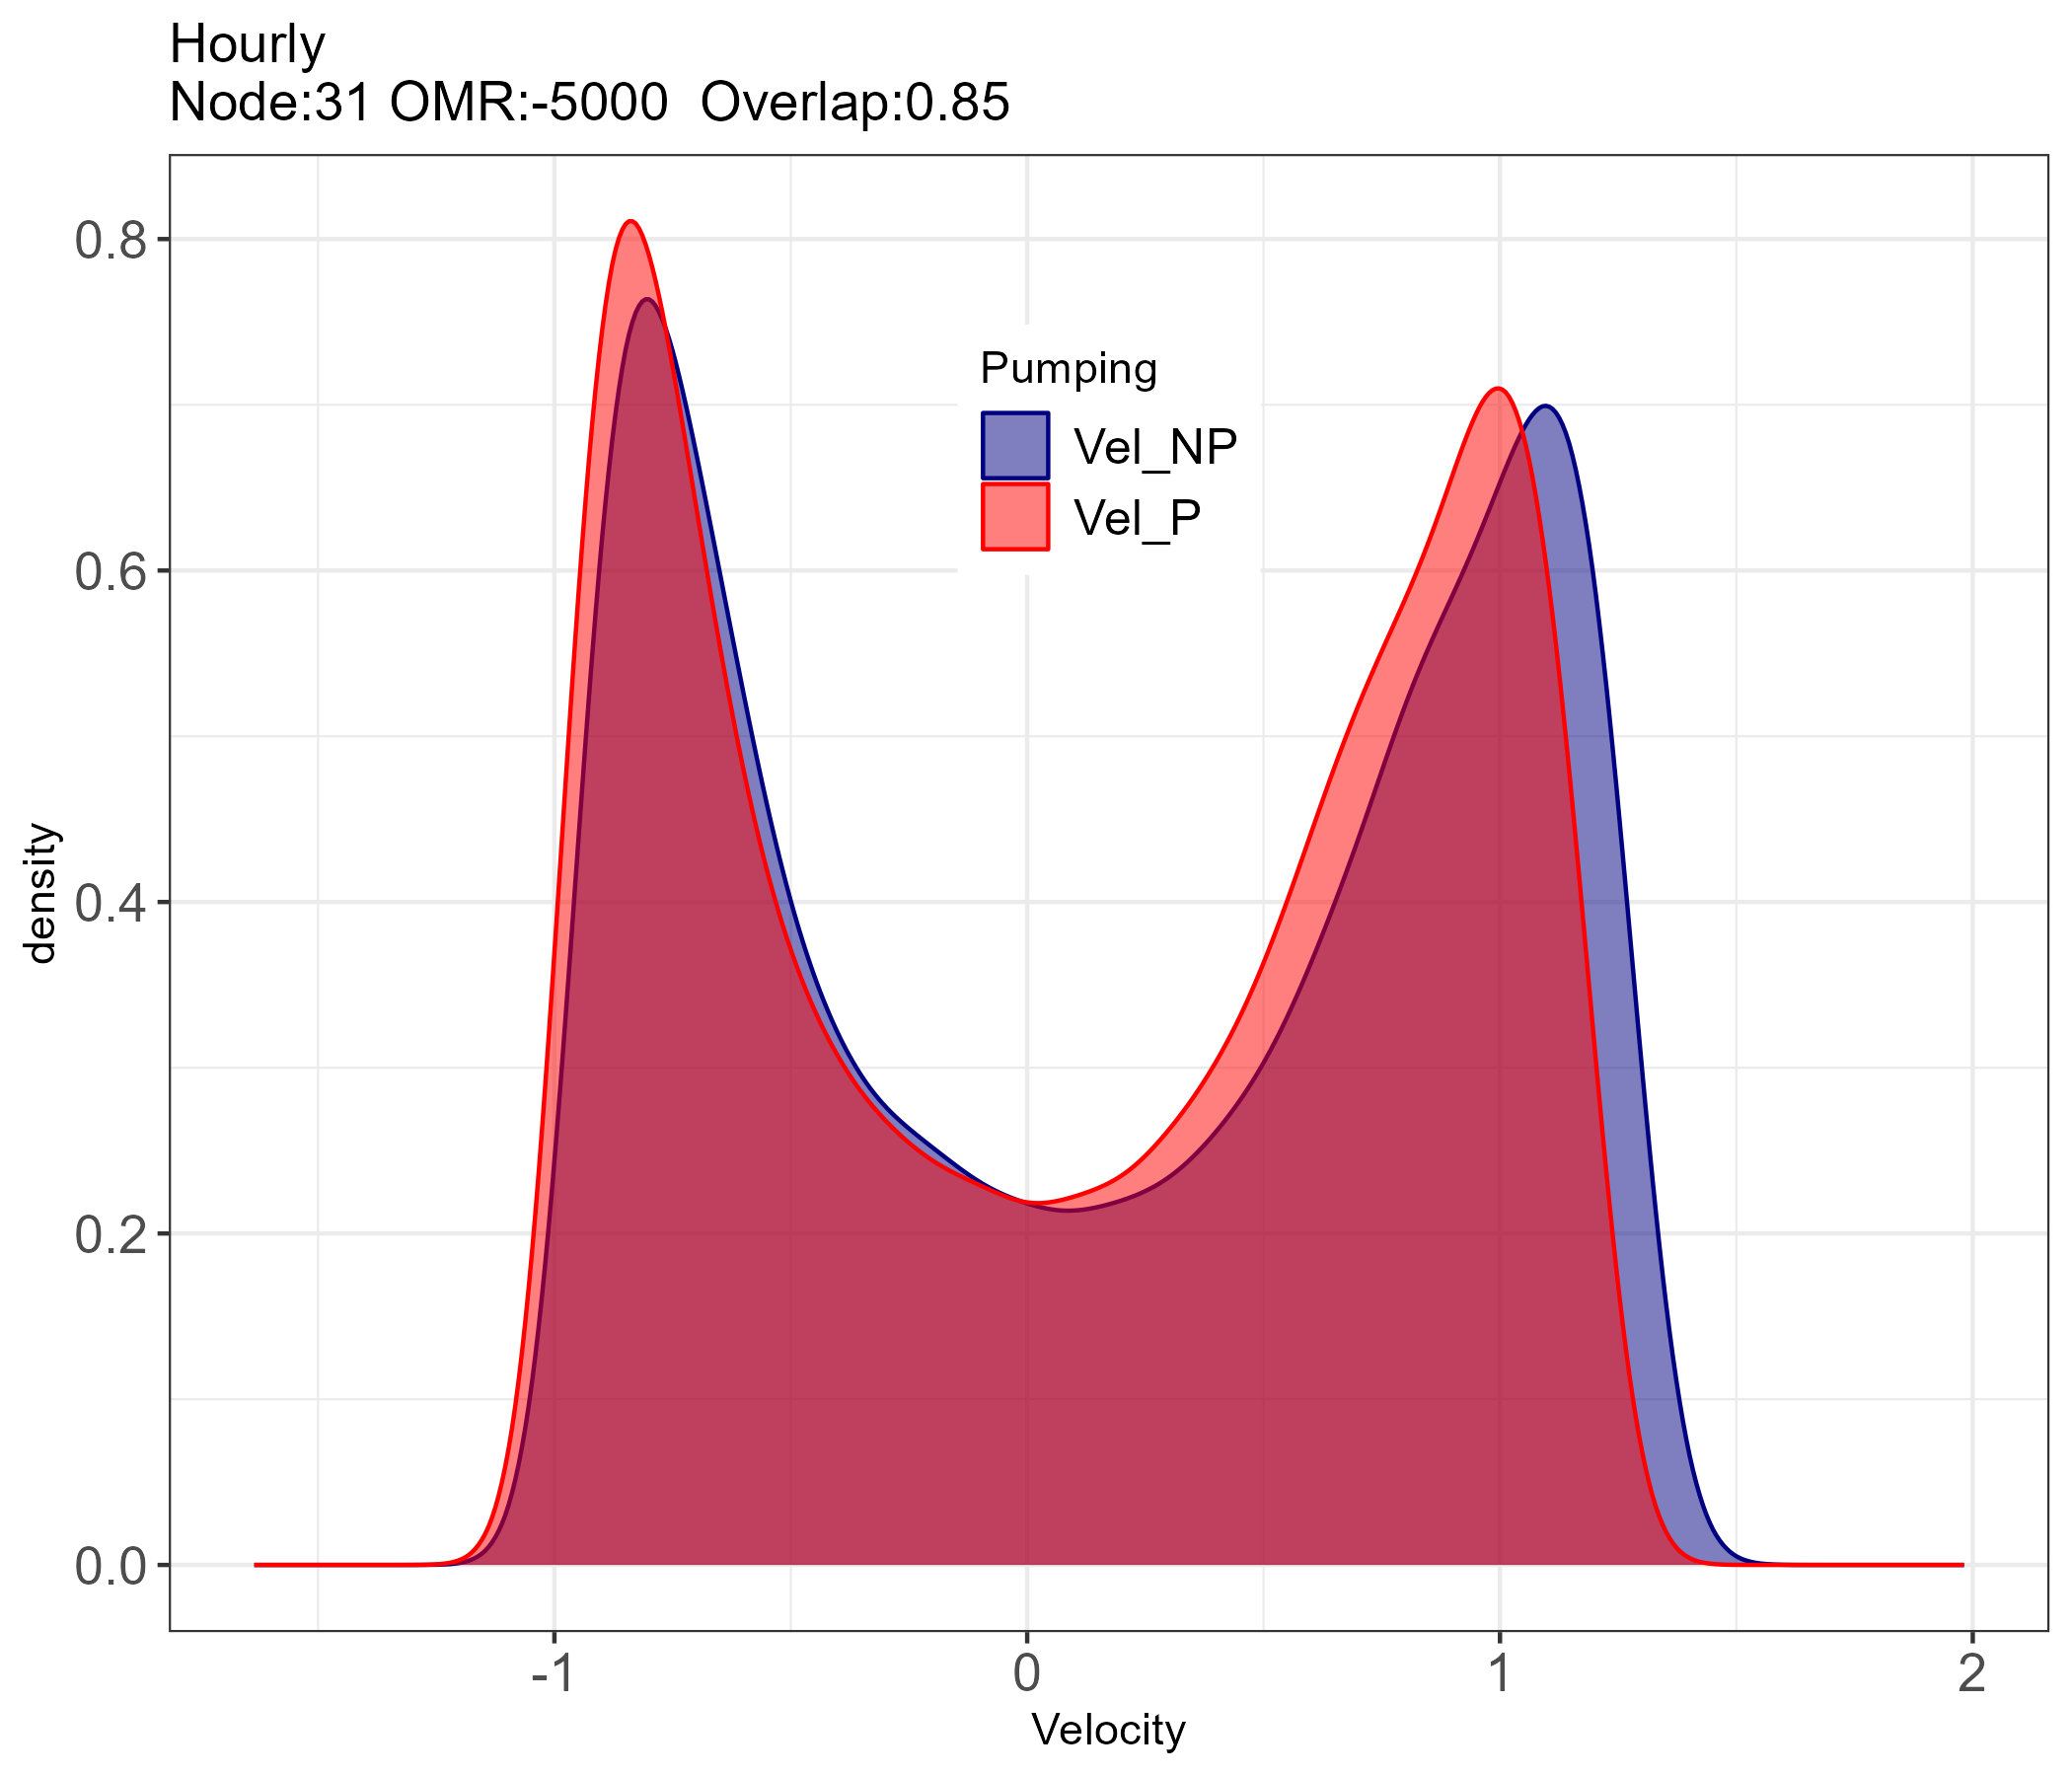 Hourly
Node:31 OMR:-5000  Overlap:0.85
0.8
0.6
0.4
0.2
0.0
density
Pumping
Vel_NP
Vel_P
-1
0
1
2
Velocity